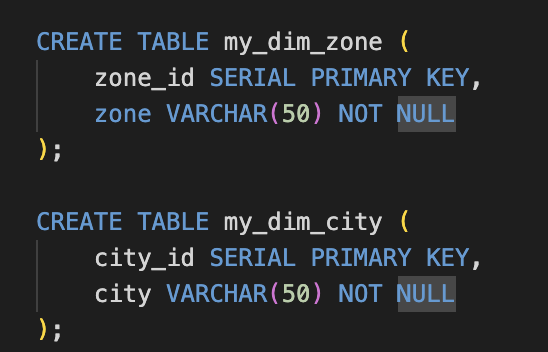 CREATE TABLE my_dim_zone (
    zone_id SERIAL PRIMARY KEY,
    zone VARCHAR(50) NOT NULL
);
CREATE TABLE my_dim_city (
    city_id SERIAL PRIMARY KEY,
    city VARCHAR(50) NOT NULL
);